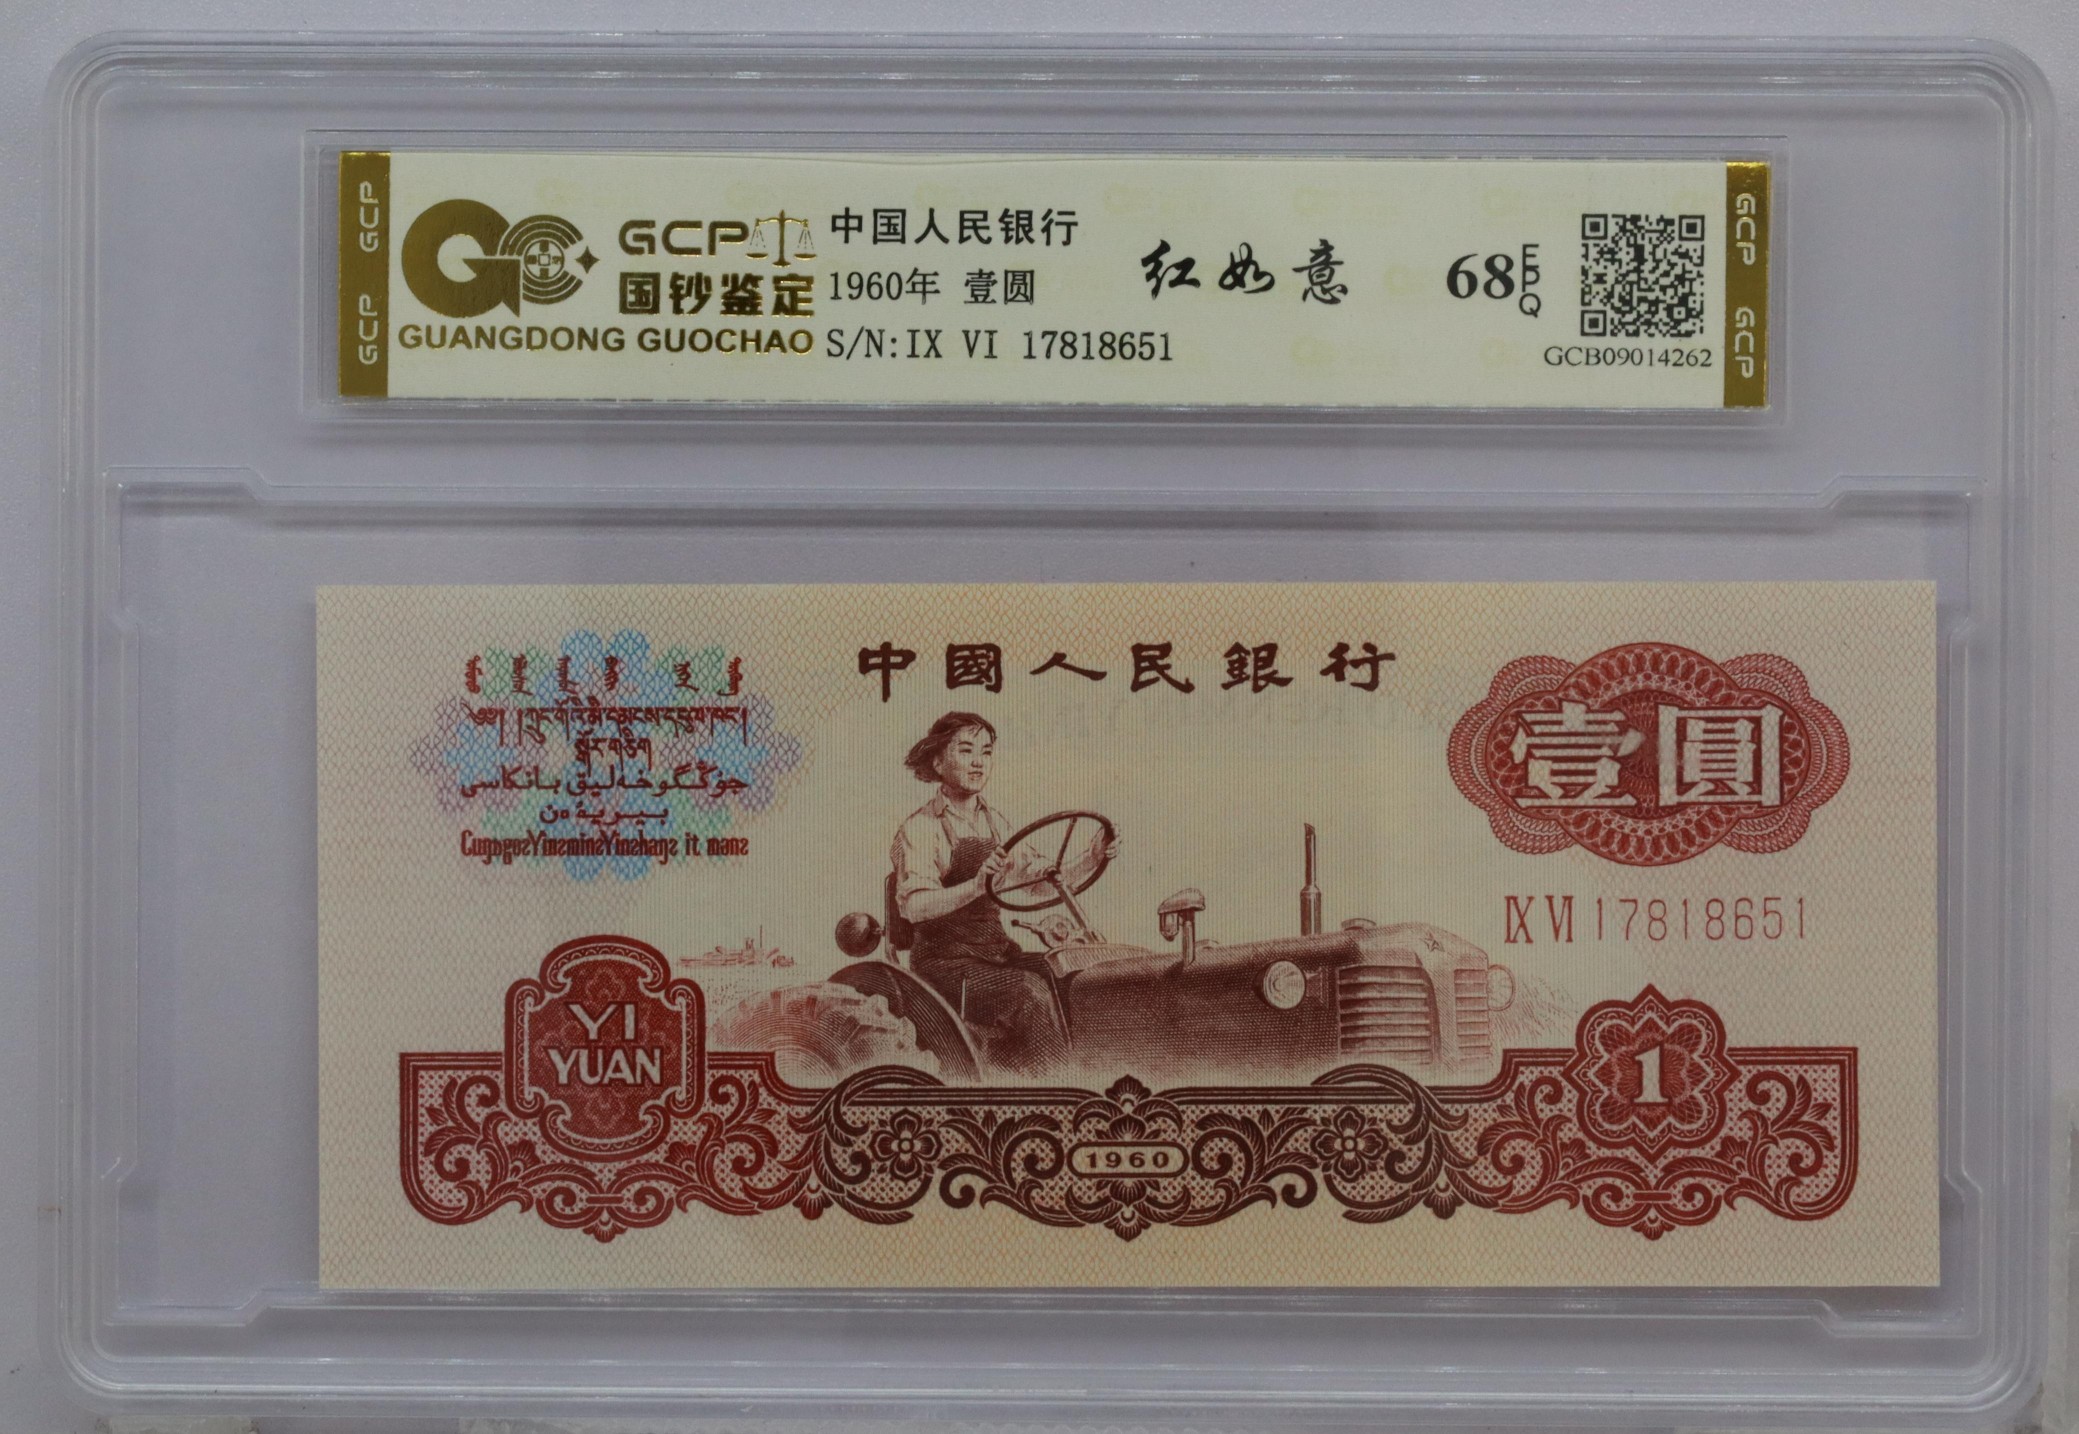 GCP GCP
GCP
国钞鉴定
GUANGDONG GUOCHAO
中国人民银行
1960年 壹圆
S/N:IX VI 17818651
红如意
68 EPQ
GCB09014262
GCP GCP
中國人民銀行
壹圓
IX VI 17818651
YI
YUAN
1
1960